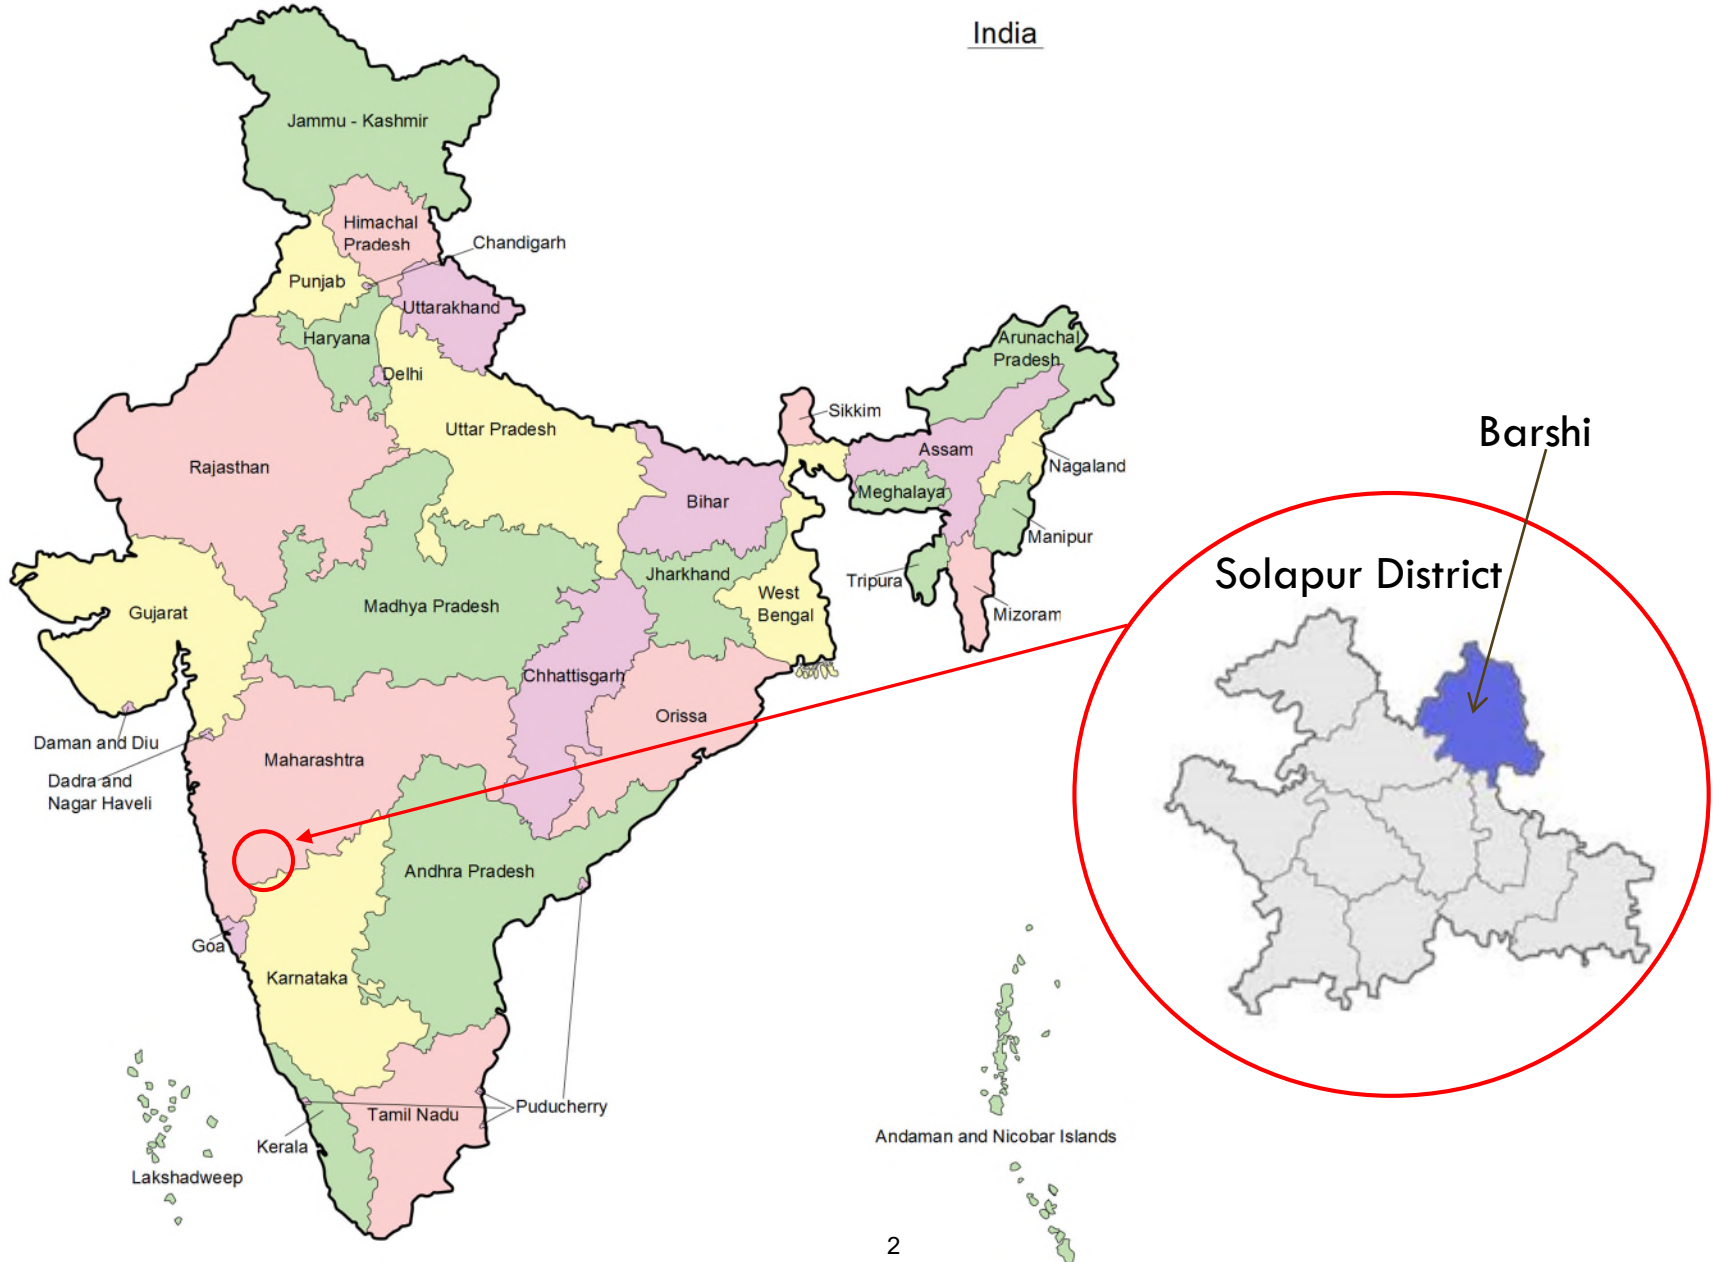 India
Jammu - Kashmir
Himachal
Pradesh
Chandigarh
Punjab
Uttarakhand
Haryana
Delhi
Arunachal
Pradesh
Sikkim
Uttar Pradesh
Rajasthan
Assam
Nagaland
Bihar
Meghalaya
Manipur
Barshi
Solapur District
Jharkhand
Tripura
West
Bengal
Mizoram
Gujarat
Madhya Pradesh
Chhattisgarh
Orissa
Daman and Diu
Maharashtra
Dadra and
Nagar Haveli
Andhra Pradesh
Goa
Karnataka
Puducherry
Tamil Nadu
Kerala
Lakshadweep
Andaman and Nicobar Islands
2